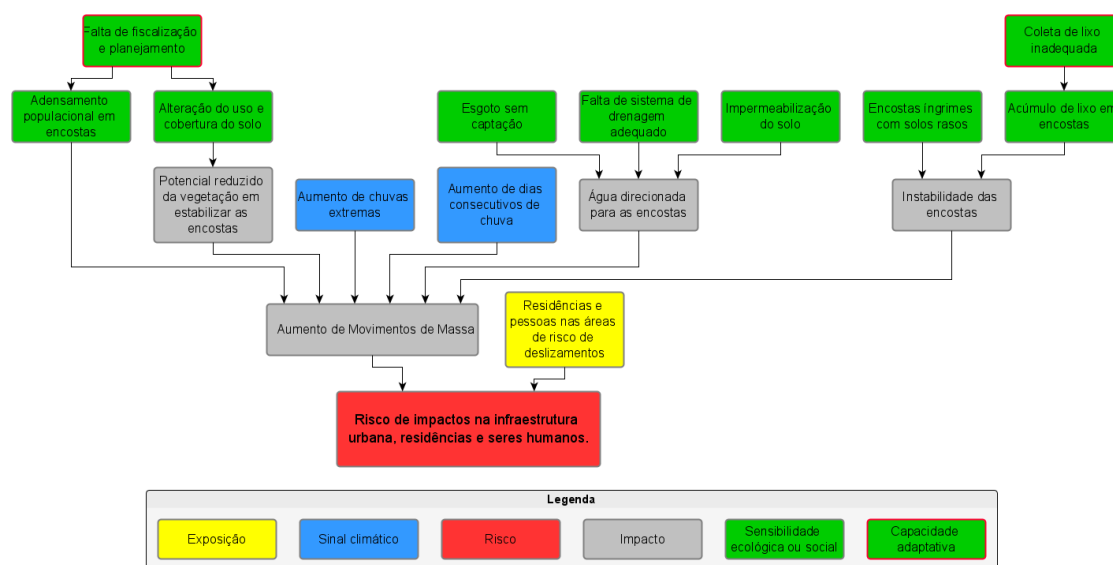 Falta de fiscalização
e planejamento
Coleta de lixo
inadequada
Adensamento
populacional em
encostas
Alteração do uso e
cobertura do solo
Esgoto sem
captação
Falta de sistema de
drenagem
adequado
Impermeabilização
do solo
Encostas íngrimes
com solos rasos
Acúmulo de lixo em
encostas
Potencial reduzido
da vegetação em
estabilizar as
encostas
Aumento de chuvas
extremas
Aumento de dias
consecutivos de
chuva
Água direcionada
para as encostas
Instabilidade das
encostas
Aumento de Movimentos de Massa
Residências e
pessoas nas áreas
de risco de
deslizamentos
Risco de impactos na infraestrutura
urbana, residências e seres humanos.
Legenda
Exposição
Sinal climático
Risco
Impacto
Sensibilidade
ecológica ou social
Capacidade
adaptativa